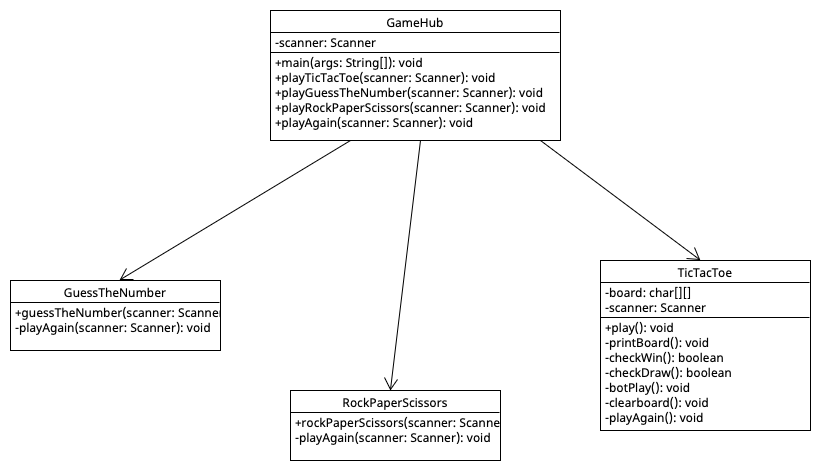 GameHub
-scanner: Scanner
+main(args: String[]): void
+playTicTacToe(scanner: Scanner): void
+playGuessTheNumber(scanner: Scanner): void
+playRockPaperScissors(scanner: Scanner): void
+playAgain(scanner: Scanner): void
GuessTheNumber
+guessTheNumber(scanner: Scanne
-playAgain(scanner: Scanner): void
RockPaperScissors
+rockPaperScissors(scanner: Scanne
-playAgain(scanner: Scanner): void
TicTacToe
-board: char[][]
-scanner: Scanner
+play(): void
-printBoard(): void
-checkWin(): boolean
-checkDraw(): boolean
-botPlay(): void
-clearboard(): void
-playAgain(): void